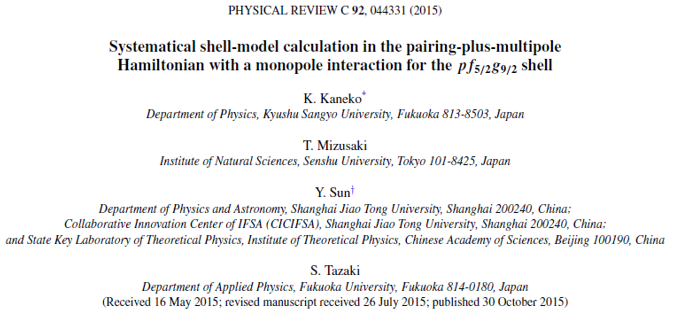 PHYSICAL REVIEW C 92, 044331 (2015)
Systematical shell-model calculation in the pairing-plus-multipole
Hamiltonian with a monopole interaction for the pf5/2g9/2 shell
K. Kaneko*
Department of Physics, Kyushu Sangyo University, Fukuoka 813-8503, Japan
T. Mizusaki
Institute of Natural Sciences, Senshu University, Tokyo 101-8425, Japan
Y. Sun†
Department of Physics and Astronomy, Shanghai Jiao Tong University, Shanghai 200240, China;
Collaborative Innovation Center of IFSA (CICIFSA), Shanghai Jiao Tong University, Shanghai 200240, China;
and State Key Laboratory of Theoretical Physics, Institute of Theoretical Physics, Chinese Academy of Sciences, Beijing 100190, China
S. Tazaki
Department of Applied Physics, Fukuoka University, Fukuoka 814-0180, Japan
(Received 16 May 2015; revised manuscript received 26 July 2015; published 30 October 2015)